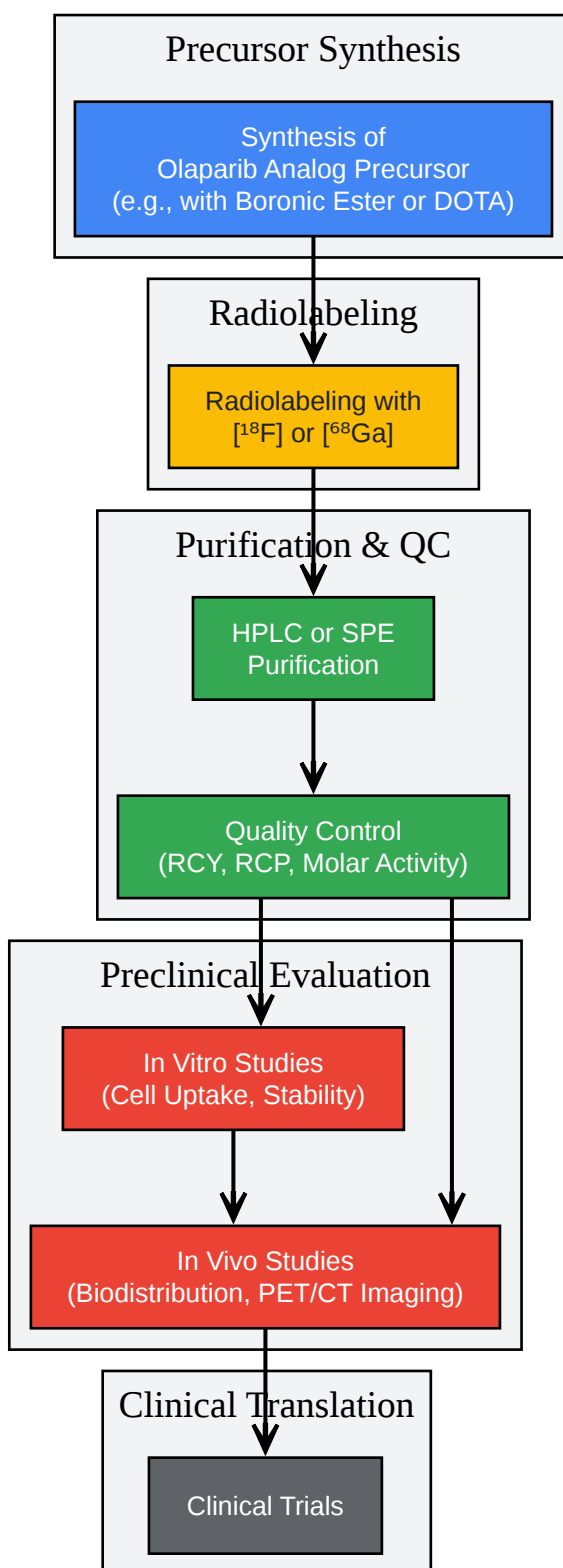 Precursor Synthesis
Synthesis of
Olaparib Analog Precursor
(e.g., with Boronic Ester or DOTA)
Radiolabeling
Radiolabeling with
[¹⁸F] or [⁶⁸Ga]
Purification & QC
HPLC or SPE
Purification
Quality Control
(RCY, RCP, Molar Activity)
Preclinical Evaluation
In Vitro Studies
(Cell Uptake, Stability)
In Vivo Studies
(Biodistribution, PET/CT Imaging)
Clinical Translation
Clinical Trials